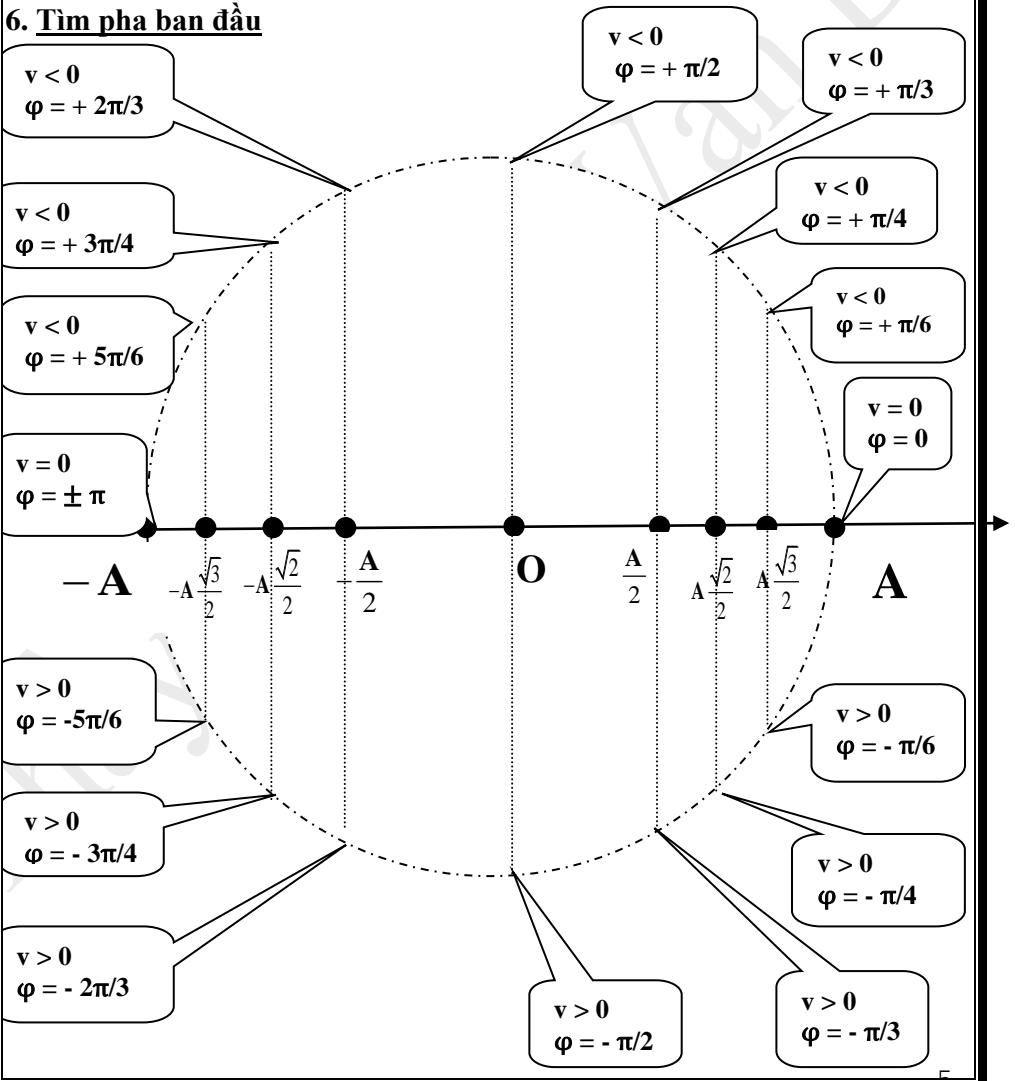 6. Tìm pha ban đầu
v < 0
φ = + π/2
v < 0
φ = + 2π/3
v < 0
φ = + π/3
v < 0
φ = + 3π/4
v < 0
φ = + π/4
v < 0
φ = + 5π/6
v < 0
φ = + π/6
v = 0
φ = 0
v = 0
φ = ± π
−A
−A√3/2
−A√2/2
−A/2
O
A/2
A√2/2
A√3/2
A
v > 0
φ = -5π/6
v > 0
φ = - π/6
v > 0
φ = - 3π/4
v > 0
φ = - π/4
v > 0
φ = - 2π/3
v > 0
φ = - π/2
v > 0
φ = - π/3